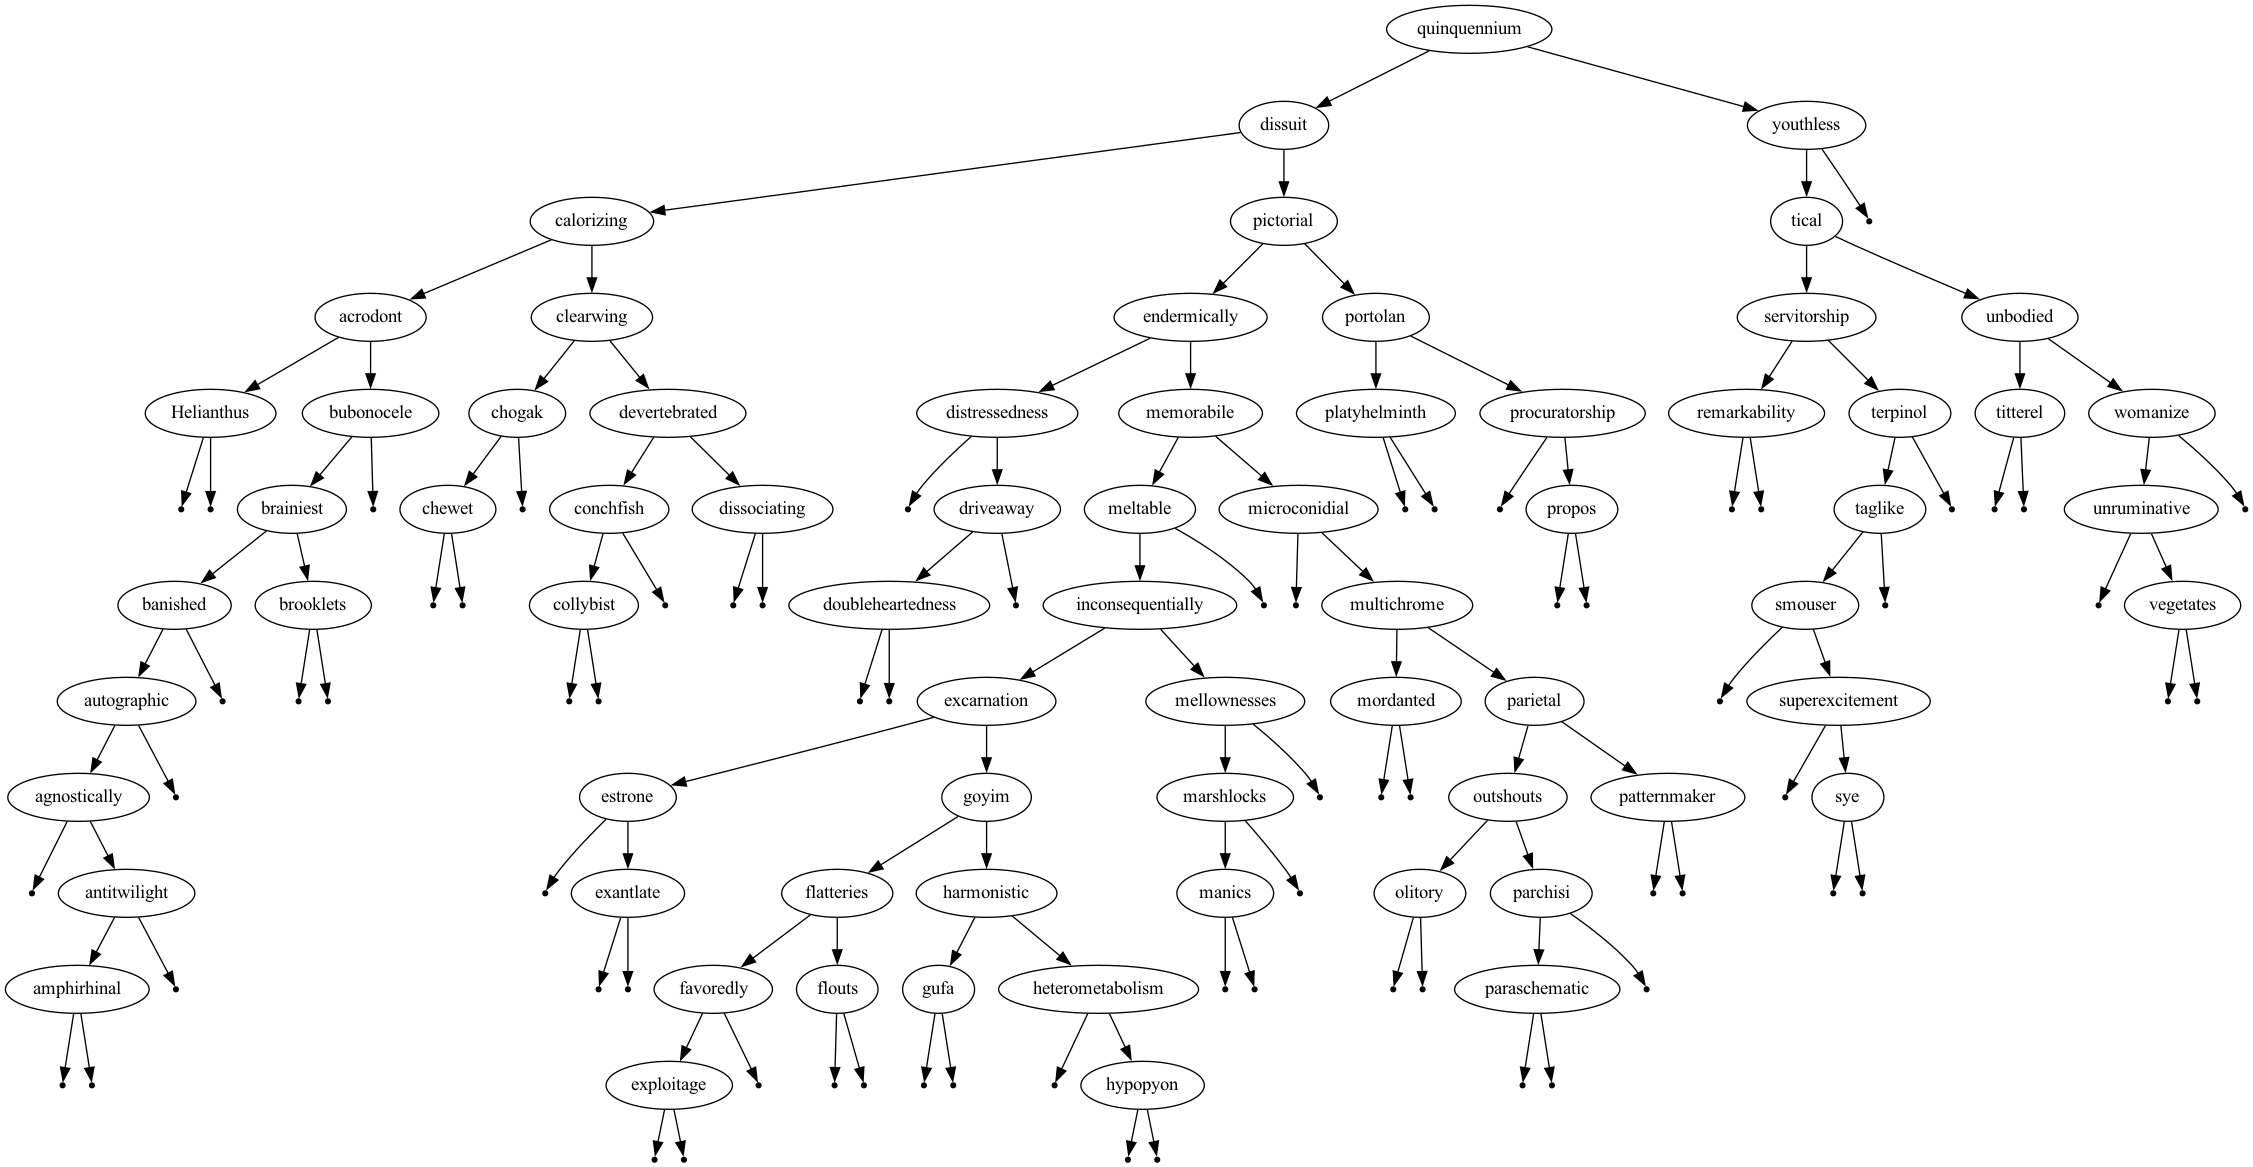 quinquennium
dissuit
youthless
calorizing
pictorial
tical
acrodont
clearwing
endermically
portolan
servitorship
unbodied
Helianthus
bubonocele
chogak
devertebrated
distressedness
memorabile
platyhelminth
procuratorship
remarkability
terpinol
titterel
womanize
brainiest
chewet
conchfish
dissociating
driveaway
meltable
microconidial
propos
taglike
unruminative
banished
brooklets
collybist
doubleheartedness
inconsequentially
multichrome
smouser
vegetates
autographic
excarnation
mellownesses
mordanted
parietal
superexcitement
agnostically
estrone
goyim
marshlocks
outshouts
patternmaker
sye
antitwilight
exantlate
flatteries
harmonistic
manics
olitory
parchisi
amphirhinal
favoredly
flouts
gufa
heterometabolism
paraschematic
exploitage
hypopyon